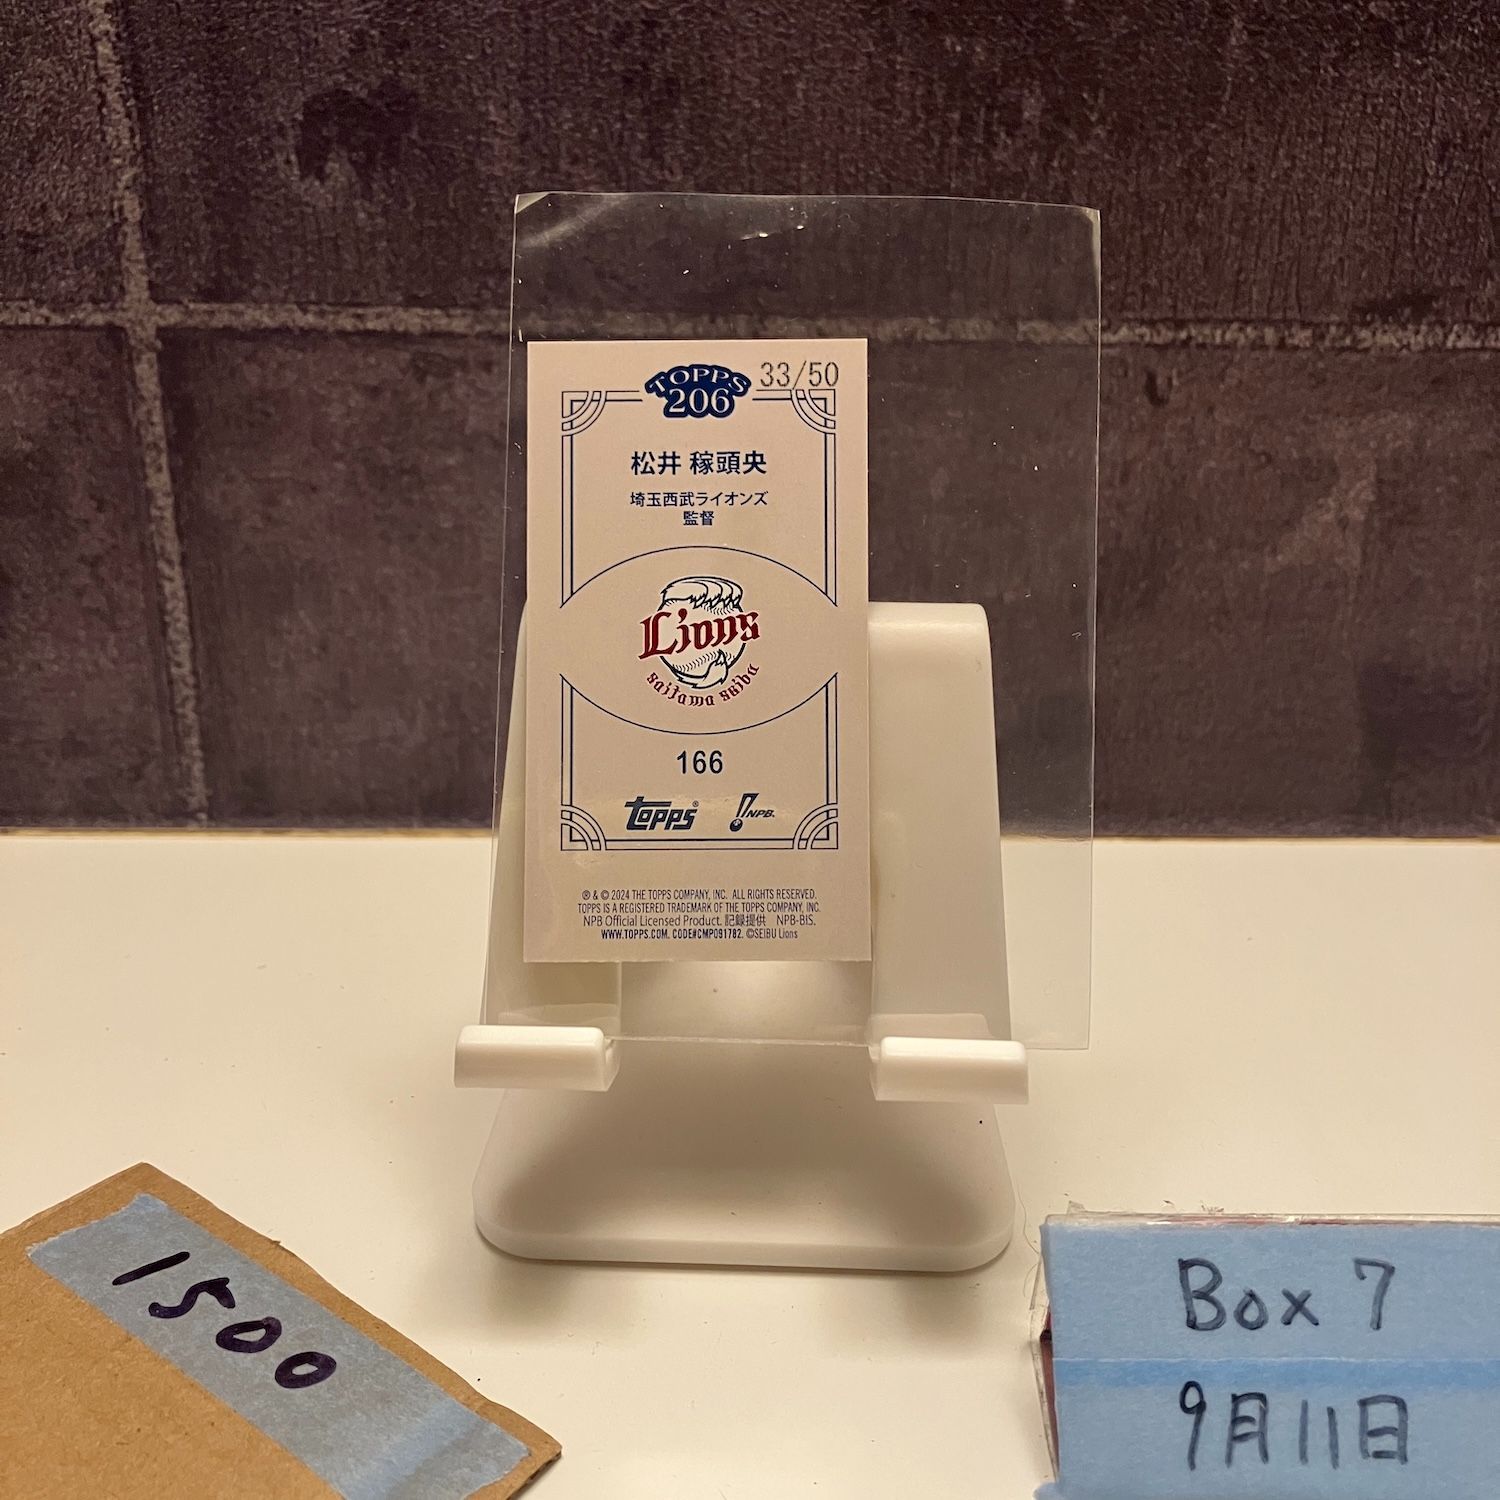 TOPPS
206
33/50
松井 稼頭央
埼玉西武ライオンズ
監督
Lions
saitama seibu
166
topps®
NPB.
® & © 2024 THE TOPPS COMPANY, INC. ALL RIGHTS RESERVED.
TOPPS IS A REGISTERED TRADEMARK OF THE TOPPS COMPANY, INC.
NPB Official Licensed Product. 記録提供 NPB-BIS.
WWW.TOPPS.COM. CODE#CMP091782. ©SEIBU Lions
1500
Box 7
9月11日